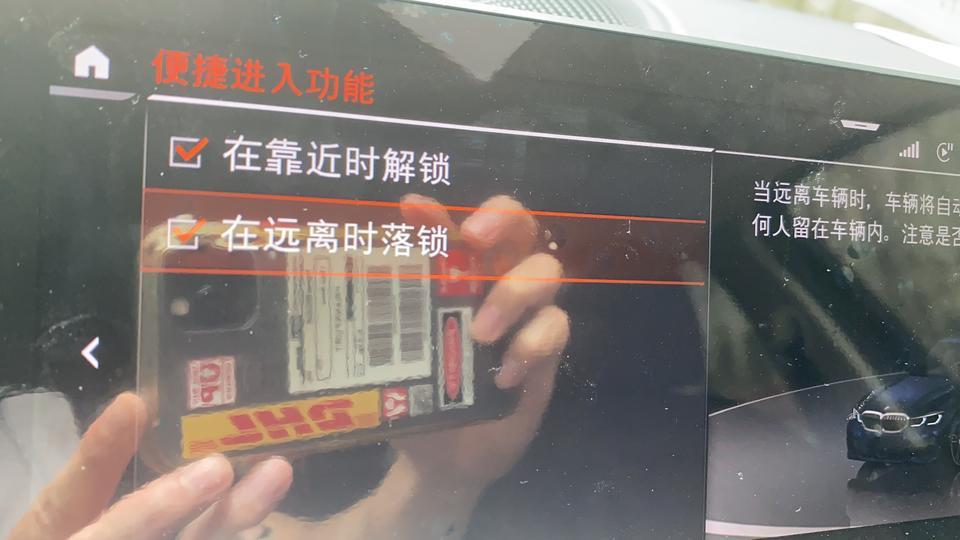 便捷进入功能
在靠近时解锁
在远离时落锁
当远离车辆时，车辆将自动
何人留在车辆内。注意是否